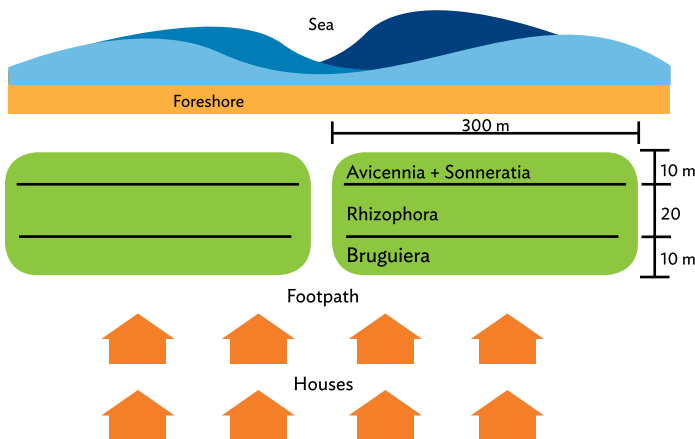 Sea
Foreshore
300 m
Avicennia + Sonneratia
10 m
Rhizophora
20
Bruguiera
10 m
Footpath
Houses